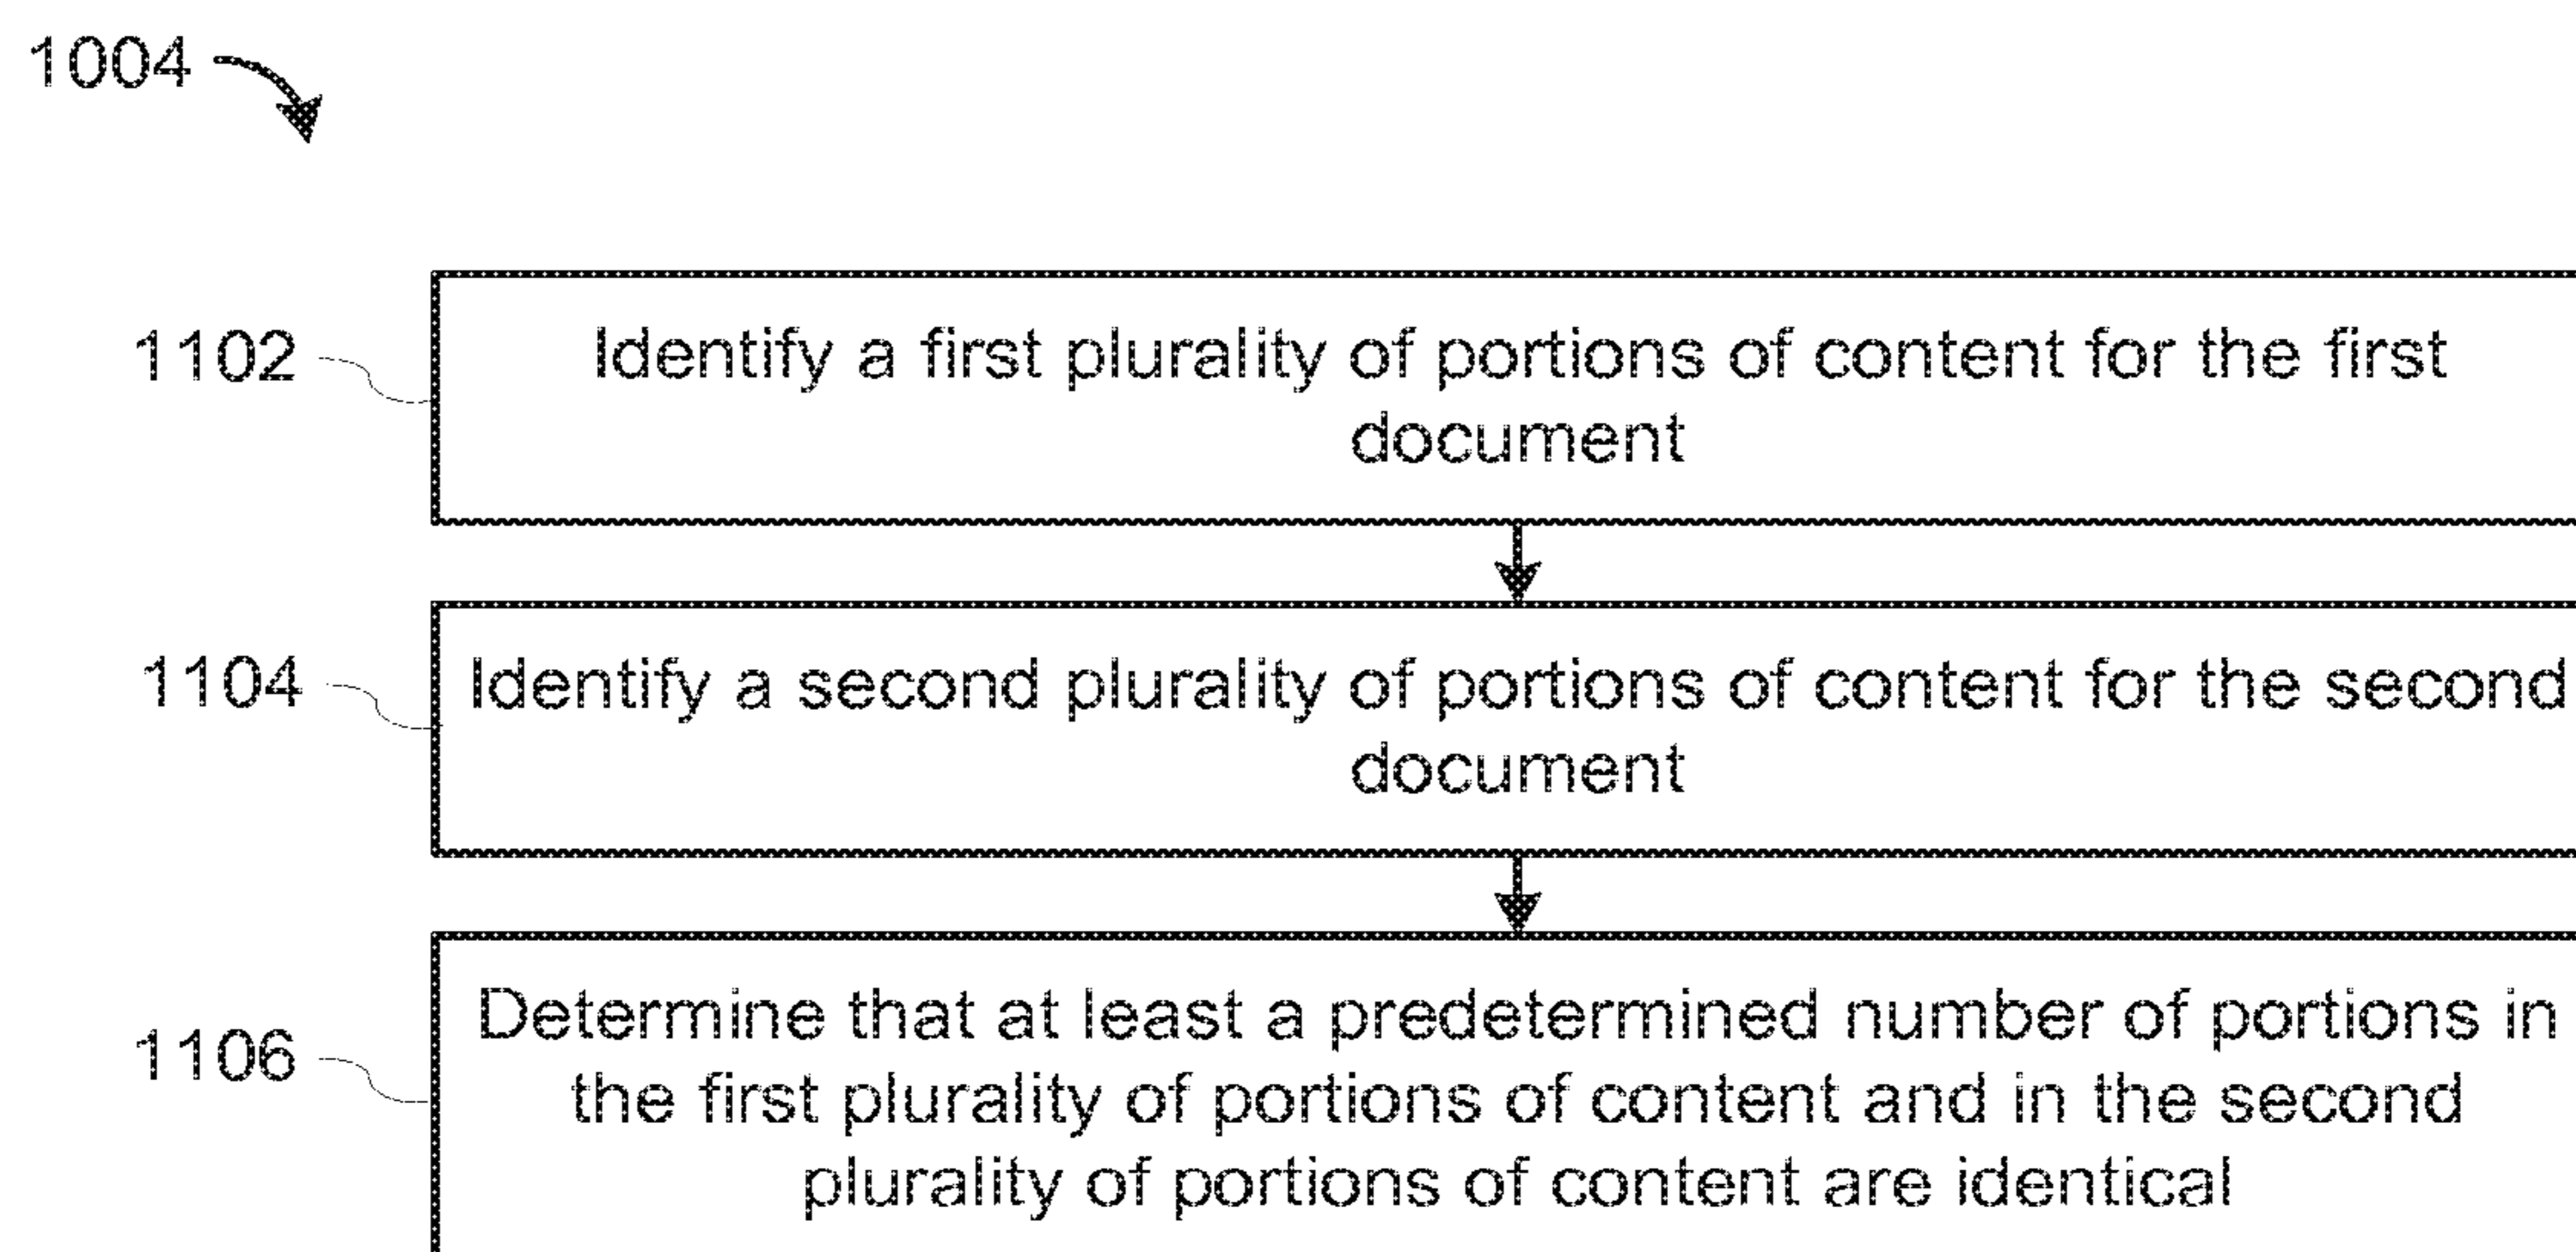 1004
1102
Identify a first plurality of portions of content for the first
document
1104
Identify a second plurality of portions of content for the second
document
1106
Determine that at least a predetermined number of portions in
the first plurality of portions of content and in the second
plurality of portions of content are identical